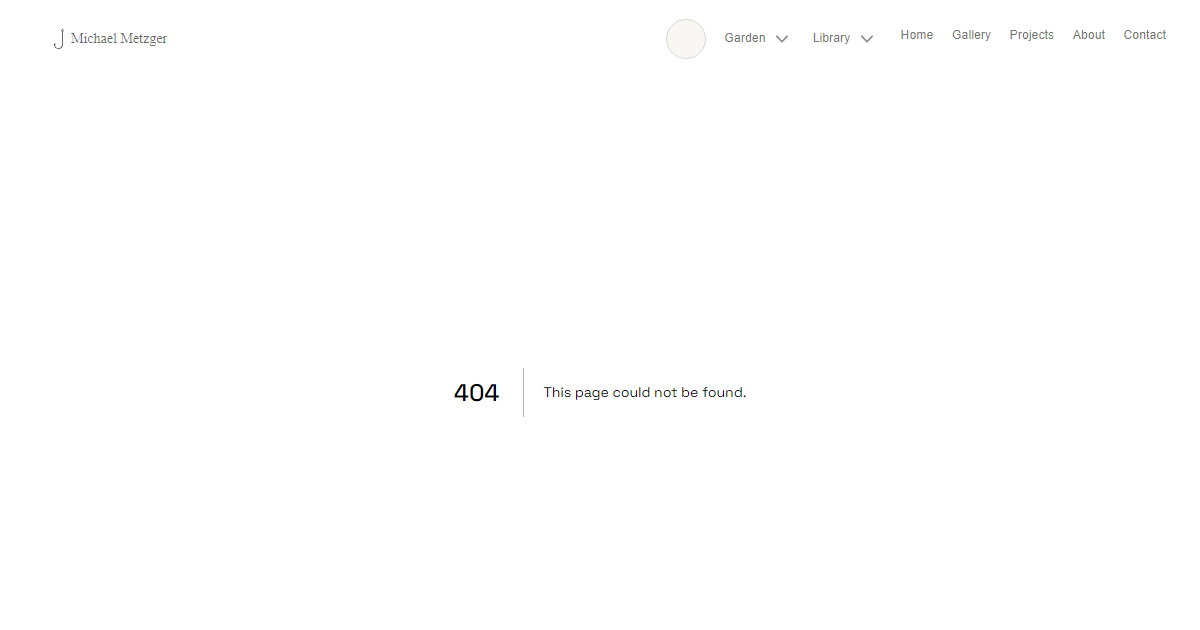 Michael Metzger
Garden
Library
Home
Gallery
Projects
About
Contact
404
This page could not be found.